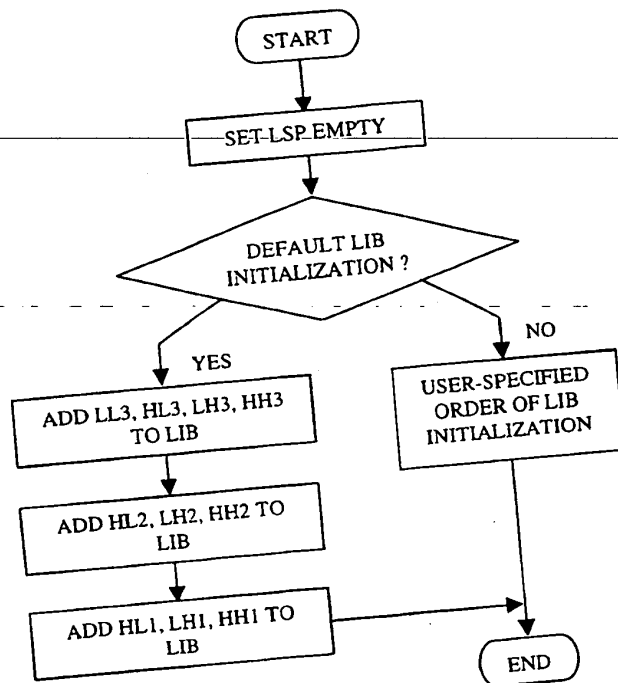 START
SET LSP EMPTY
DEFAULT LIB
INITIALIZATION ?
YES
NO
ADD LL3, HL3, LH3, HH3
TO LIB
USER-SPECIFIED
ORDER OF LIB
INITIALIZATION
ADD HL2, LH2, HH2 TO
LIB
ADD HL1, LH1, HH1 TO
LIB
END